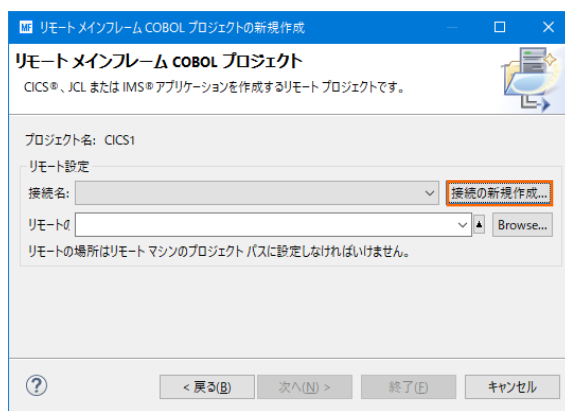 MF リモート メインフレーム COBOL プロジェクトの新規作成
リモート メインフレーム COBOL プロジェクト
CICS®、JCL または IMS® アプリケーションを作成するリモート プロジェクトです。
プロジェクト名: CICS1
リモート設定
接続名: 接続の新規作成...
リモートの Browse...
リモートの場所はリモート マシンのプロジェクト パスに設定しなければいけません。
? < 戻る(B) 次へ(N) > 終了(F) キャンセル